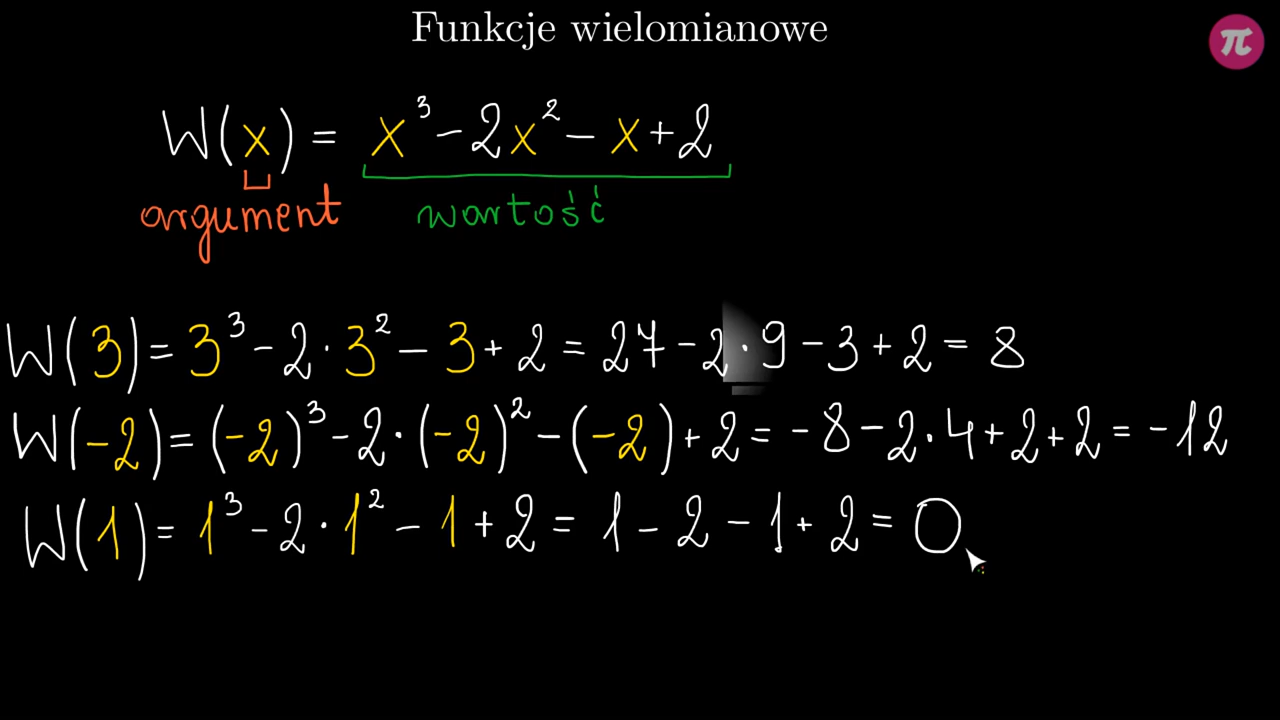 Funkcje wielomianowe
π
W(x) = x³ - 2x² - x + 2
argument wartość
W(3) = 3³ - 2 · 3² - 3 + 2 = 27 - 2 · 9 - 3 + 2 = 8
W(-2) = (-2)³ - 2 · (-2)² - (-2) + 2 = -8 - 2 · 4 + 2 + 2 = -12
W(1) = 1³ - 2 · 1² - 1 + 2 = 1 - 2 - 1 + 2 = 0